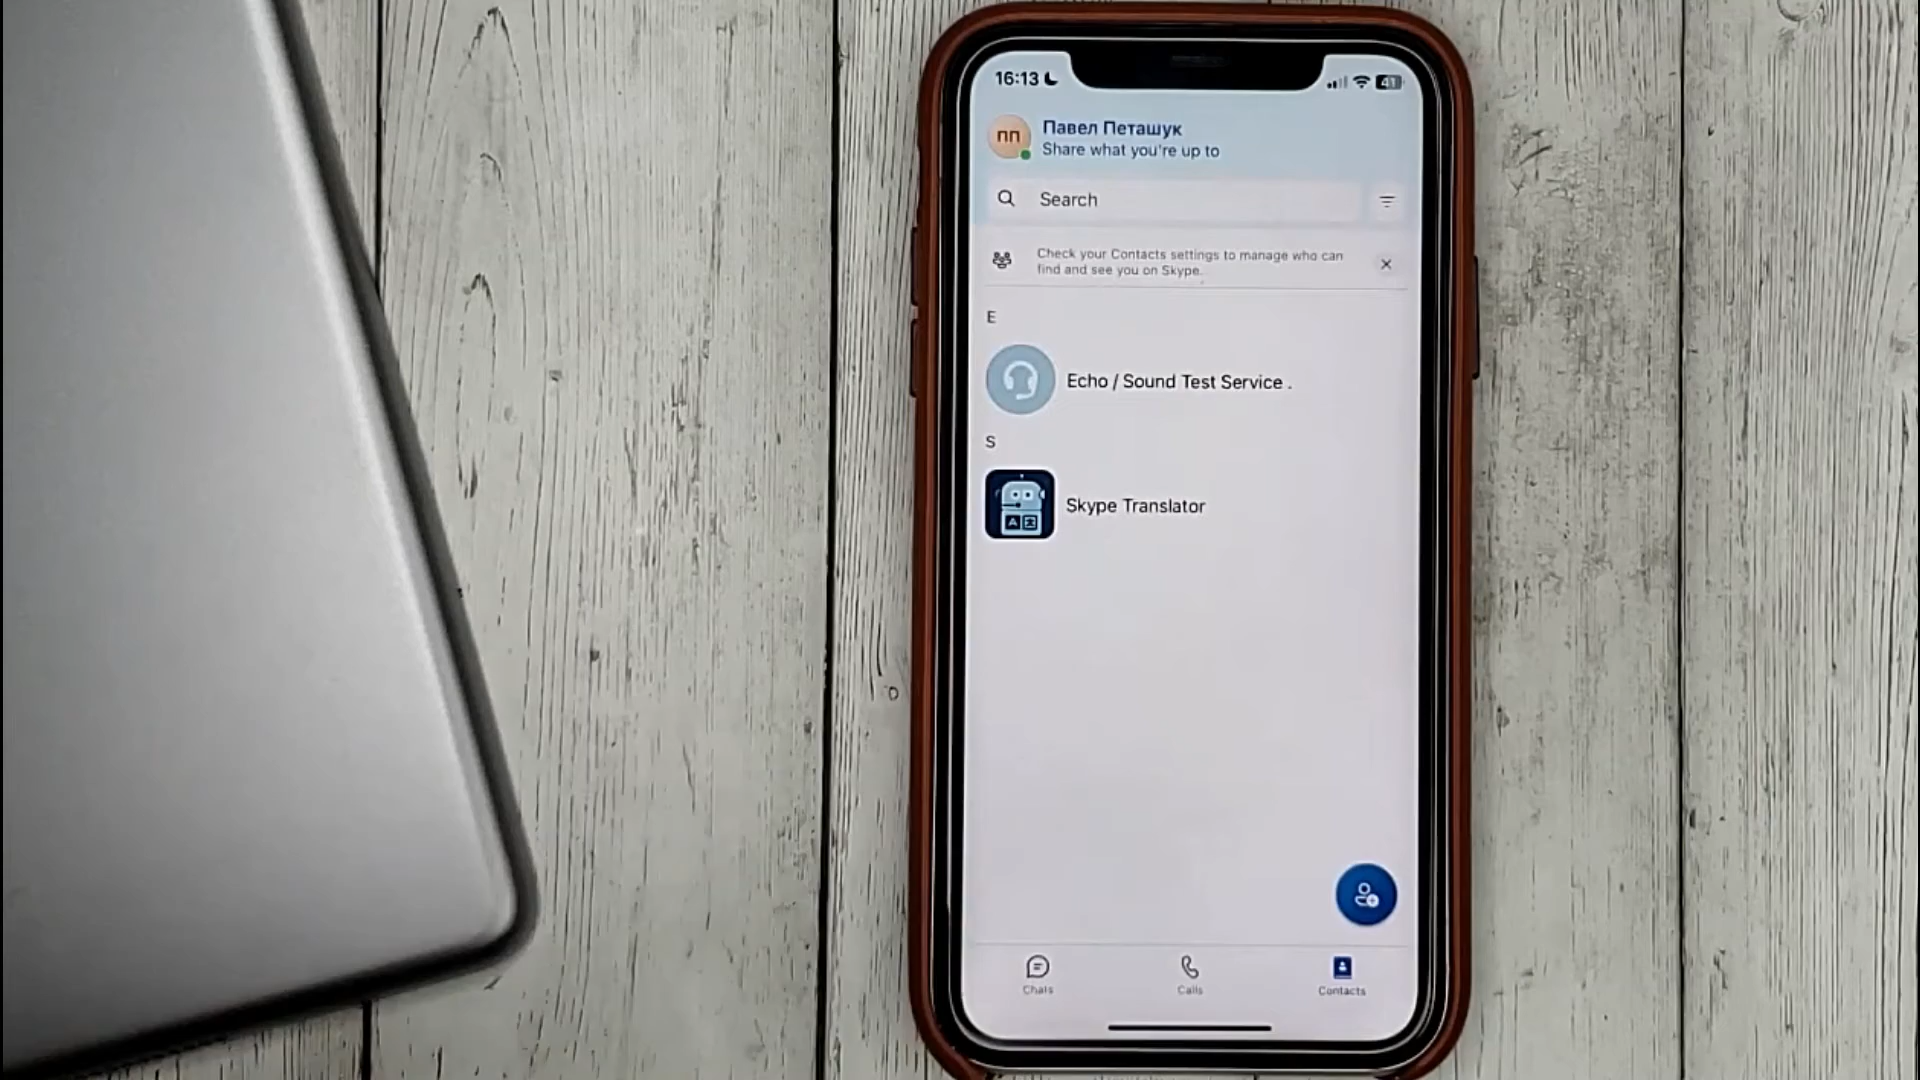 16:13
41
ПП
Павел Петашук
Share what you're up to
Search
Check your Contacts settings to manage who can
find and see you on Skype.
E
Echo / Sound Test Service .
S
A
Skype Translator
Chats
Calls
Contacts